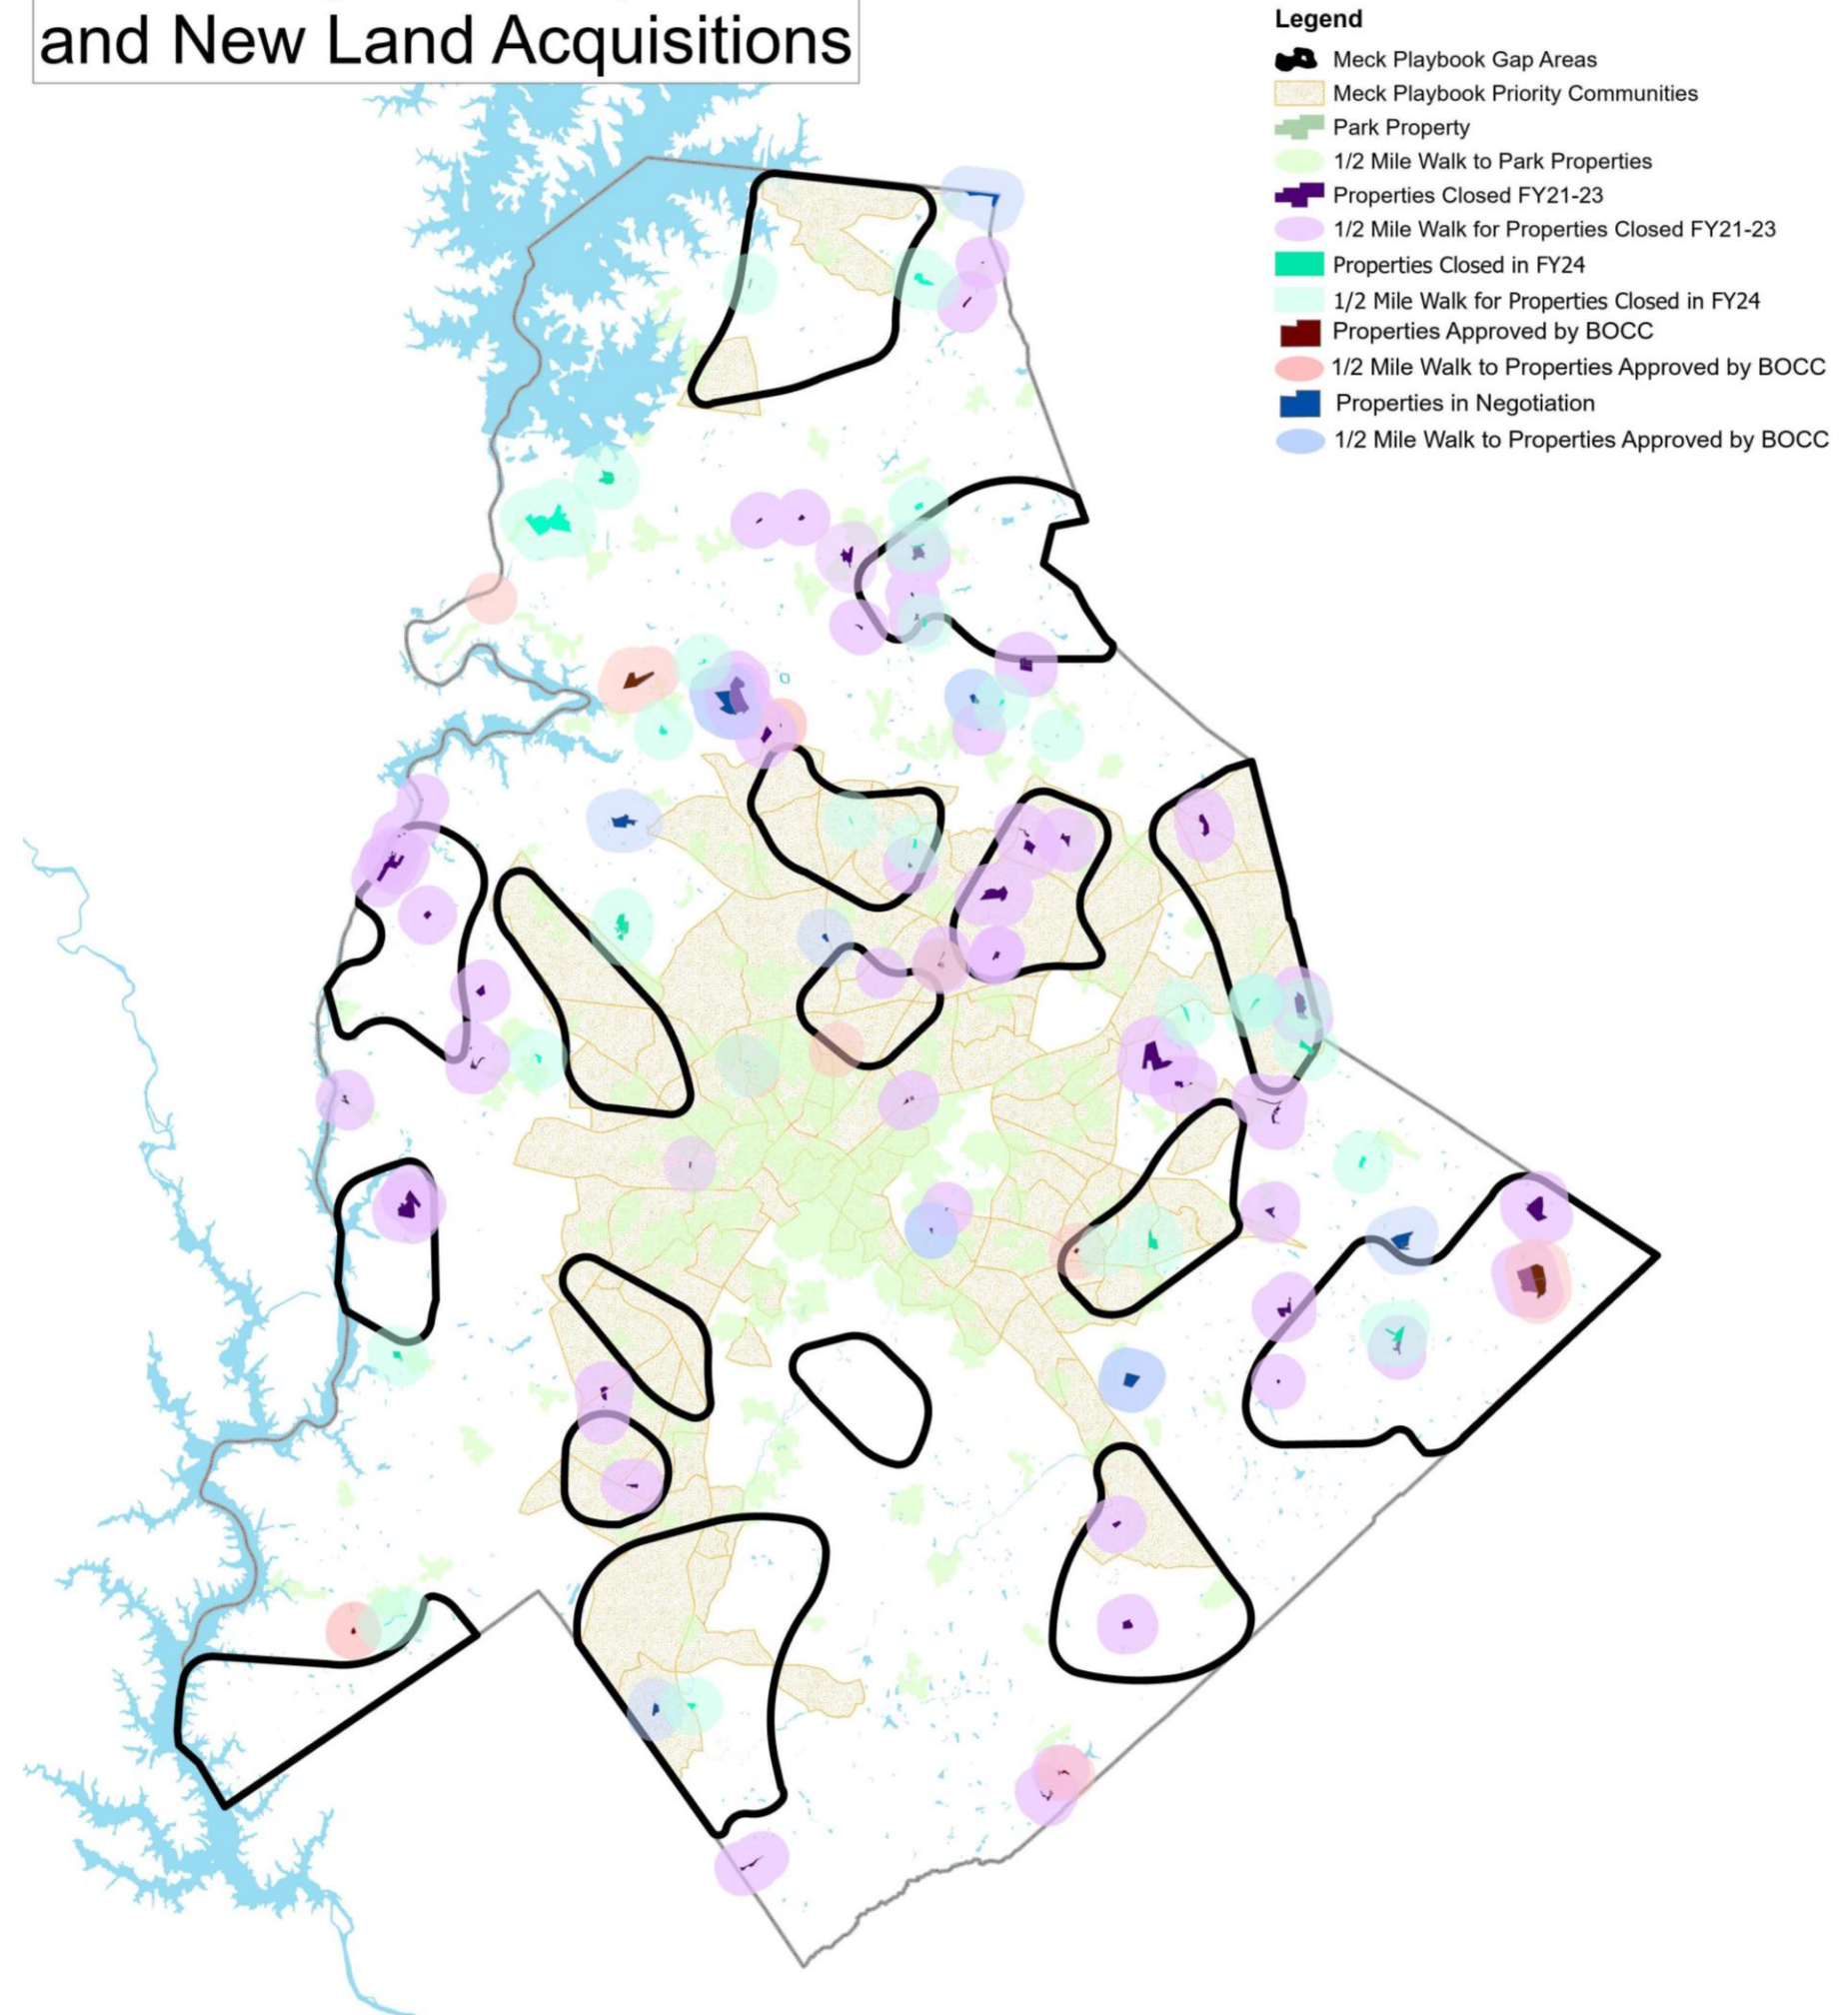 and New Land Acquisitions
Legend
Meck Playbook Gap Areas
Meck Playbook Priority Communities
Park Property
1/2 Mile Walk to Park Properties
Properties Closed FY21-23
1/2 Mile Walk for Properties Closed FY21-23
Properties Closed in FY24
1/2 Mile Walk for Properties Closed in FY24
Properties Approved by BOCC
1/2 Mile Walk to Properties Approved by BOCC
Properties in Negotiation
1/2 Mile Walk to Properties Approved by BOCC